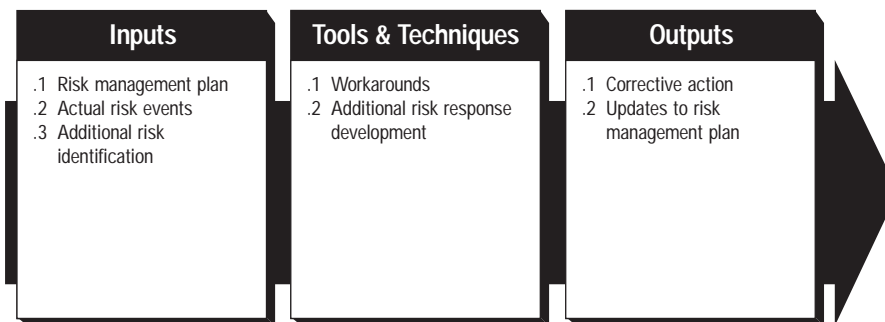 Inputs
.1 Risk management plan
.2 Actual risk events
.3 Additional risk
identification
Tools & Techniques
.1 Workarounds
.2 Additional risk response
development
Outputs
.1 Corrective action
.2 Updates to risk
management plan